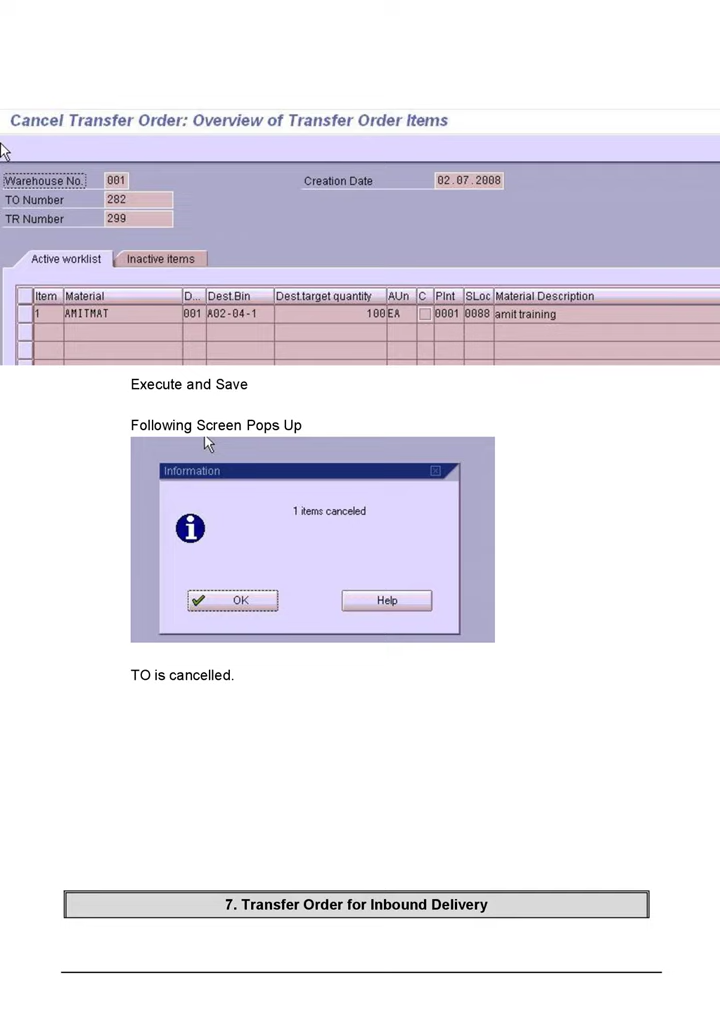 Cancel Transfer Order: Overview of Transfer Order Items
Warehouse No. 001 Creation Date 02.07.2008
TO Number 282
TR Number 299
Active worklist Inactive items
Item Material D... Dest.Bin Dest.target quantity AUn C Plnt SLoc Material Description
1 AMITMAT 001 A02-04-1 100 EA 0001 0088 amit training
Execute and Save
Following Screen Pops Up
Information
1 items canceled
OK Help
TO is cancelled.
7. Transfer Order for Inbound Delivery